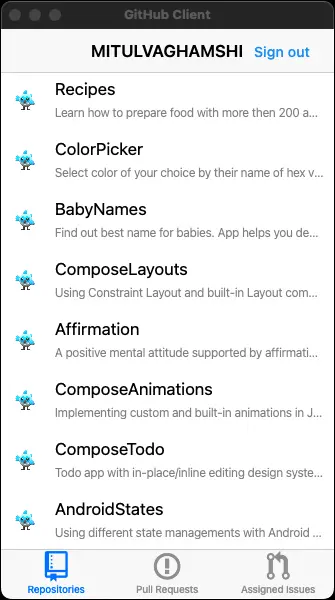 GitHub Client
MITULVAGHAMSHI Sign out
Recipes
Learn how to prepare food with more then 200 a...
ColorPicker
Select color of your choice by their name of hex v...
BabyNames
Find out best name for babies. App helps you de...
ComposeLayouts
Using Constraint Layout and built-in Layout com...
Affirmation
A positive mental attitude supported by affirmati...
ComposeAnimations
Implementing custom and built-in animations in J...
ComposeTodo
Todo app with in-place/inline editing design syste...
AndroidStates
Using different state managements with Android ...
Repositories Pull Requests Assigned Issues